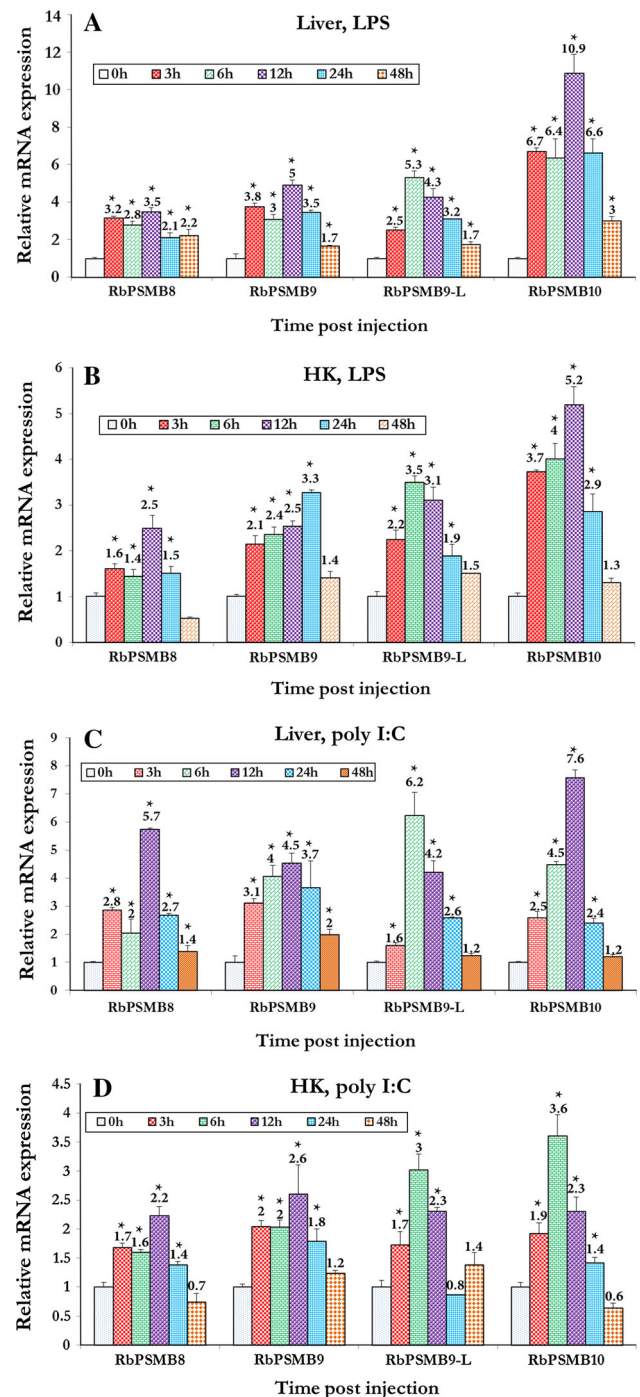 A
Liver, LPS
0h 3h 6h 12h 24h 48h
Relative mRNA expression
14
12
10
8
6
4
2
0
* 3.2 * 2.8 * 3.5 * 2.1 * 2.2
* 3.8 * 3 * 5 * 3.5 * 1.7
* 2.5 * 5.3 * 4.3 * 3.2 * 1.7
* 6.7 * 6.4 * 10.9 * 6.6 * 3
RbPSMB8 RbPSMB9 RbPSMB9-L RbPSMB10
Time post injection
B
HK, LPS
0h 3h 6h 12h 24h 48h
Relative mRNA expression
6
5
4
3
2
1
0
* 1.6 * 1.4 * 2.5 * 1.5
* 2.1 * 2.4 * 2.5 * 3.3 1.4
* 2.2 * 3.5 * 3.1 * 1.9 1.5
* 3.7 * 4 * 5.2 * 2.9 1.3
RbPSMB8 RbPSMB9 RbPSMB9-L RbPSMB10
Time post injection
C
Liver, poly I:C
0h 3h 6h 12h 24h 48h
Relative mRNA expression
9
8
7
6
5
4
3
2
1
0
* 2.8 * 2 * 5.7 * 2.7 * 1.4
* 3.1 * 4 * 4.5 * 3.7 * 2
* 1.6 * 6.2 * 4.2 * 2.6 1.2
* 2.5 * 4.5 * 7.6 * 2.4 1.2
RbPSMB8 RbPSMB9 RbPSMB9-L RbPSMB10
Time post injection
D
HK, poly I:C
0h 3h 6h 12h 24h 48h
Relative mRNA expression
4.5
4
3.5
3
2.5
2
1.5
1
0.5
0
* 1.7 * 1.6 * 2.2 * 1.4 0.7
* 2 * 2 * 2.6 * 1.8 1.2
* 1.7 * 3 * 2.3 0.8 1.4
* 1.9 * 3.6 * 2.3 * 1.4 0.6
RbPSMB8 RbPSMB9 RbPSMB9-L RbPSMB10
Time post injection